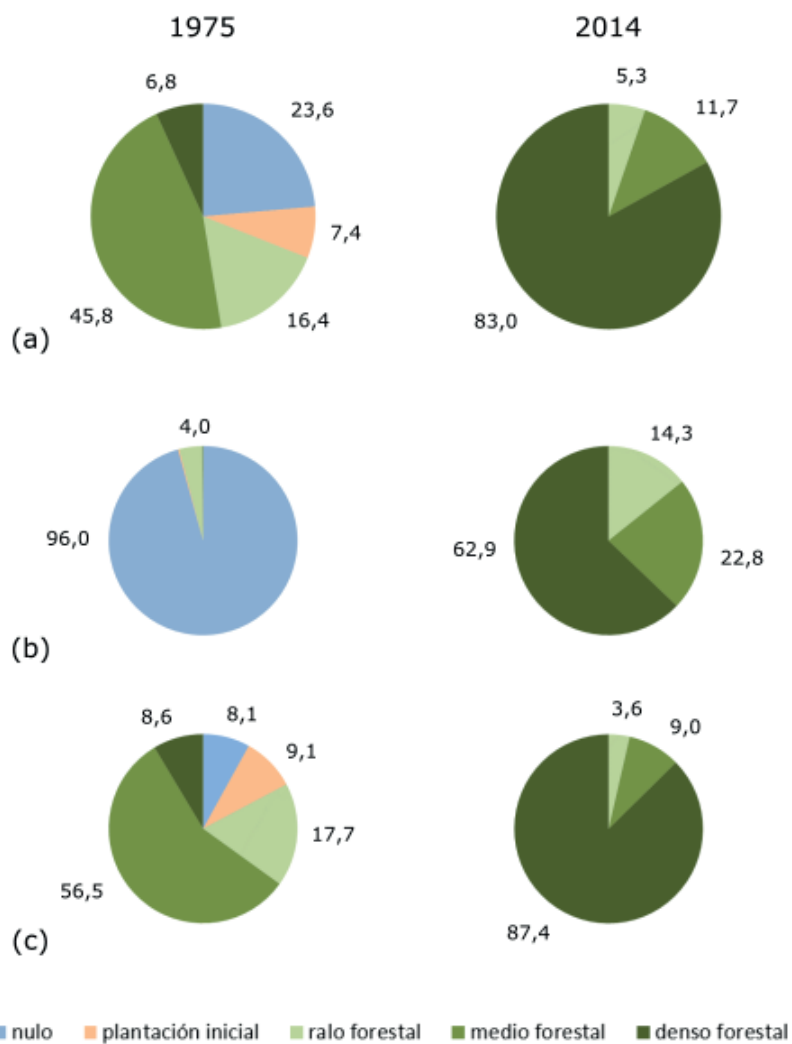 1975 2014
6,8 23,6 7,4 16,4 45,8
5,3 11,7 83,0
(a)
4,0 96,0
14,3 22,8 62,9
(b)
8,6 8,1 9,1 17,7 56,5
3,6 9,0 87,4
(c)
nulo plantación inicial ralo forestal medio forestal denso forestal